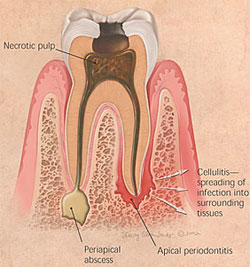 Necrotic pulp
Cellulitis—
spreading of
infection into
surrounding
tissues
Periapical
abscess
Apical periodontitis